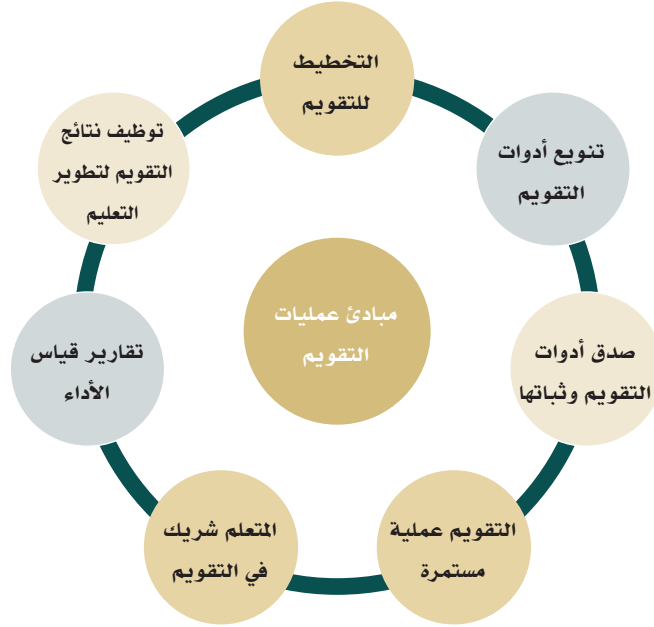 مبادئ عمليات
التقويم
التخطيط
للتقويم
تنويع أدوات
التقويم
صدق أدوات
التقويم وثباتها
التقويم عملية
مستمرة
المتعلم شريك
في التقويم
تقارير قياس
الأداء
توظيف نتائج
التقويم لتطوير
التعليم